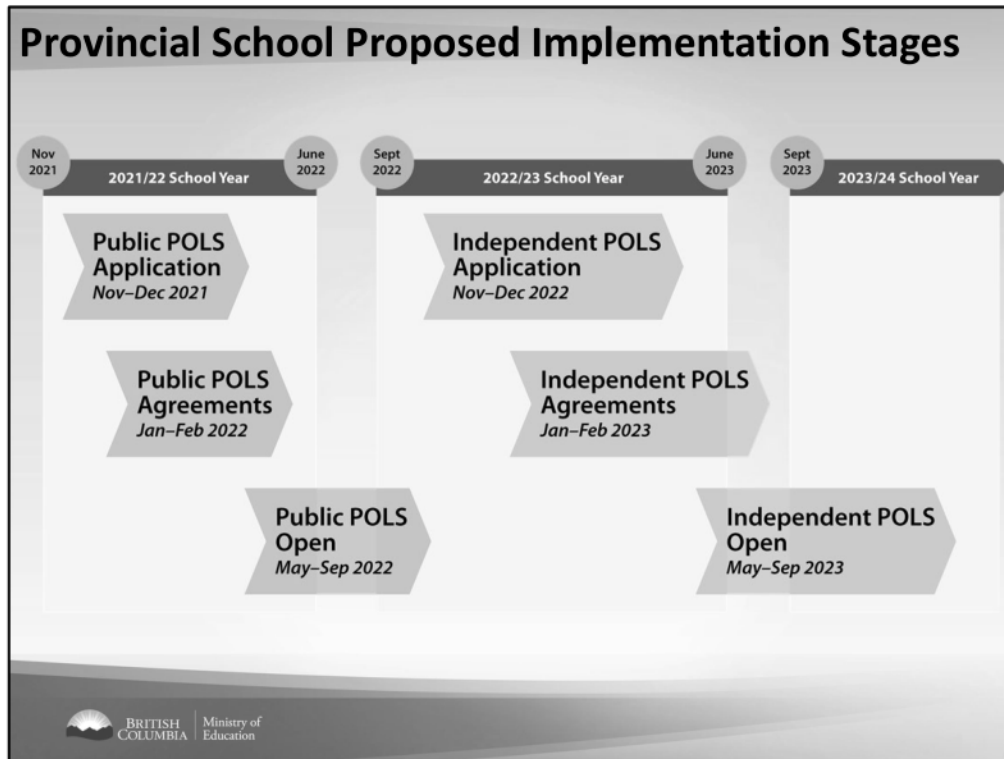 Provincial School Proposed Implementation Stages
Nov
2021
2021/22 School Year
June
2022
Sept
2022
2022/23 School Year
June
2023
Sept
2023
2023/24 School Year
Public POLS
Application
Nov–Dec 2021
Independent POLS
Application
Nov–Dec 2022
Public POLS
Agreements
Jan–Feb 2022
Independent POLS
Agreements
Jan–Feb 2023
Public POLS
Open
May–Sep 2022
Independent POLS
Open
May–Sep 2023
BRITISH
COLUMBIA
Ministry of
Education